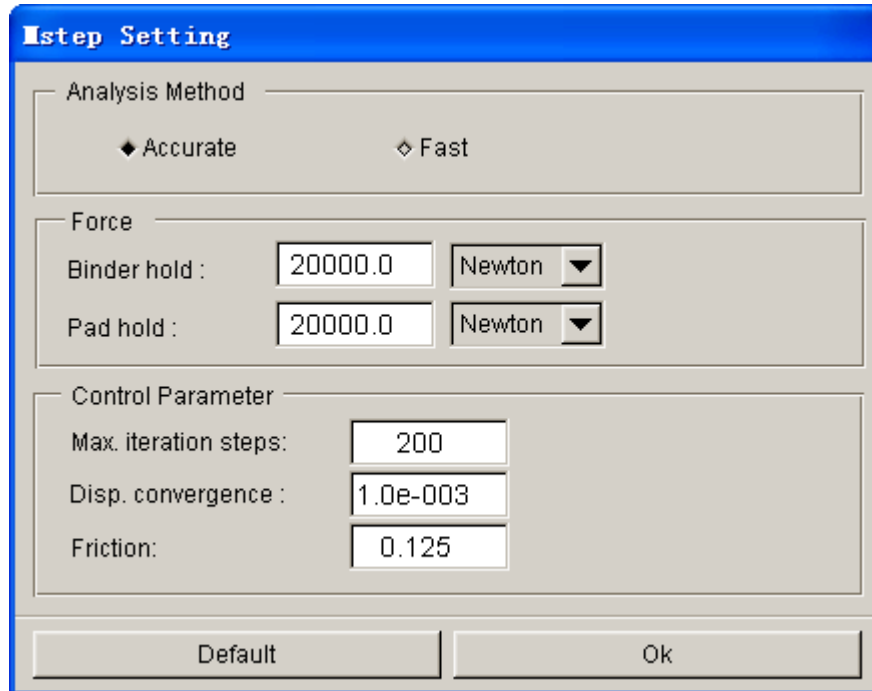 Mstep Setting
Analysis Method
Accurate Fast
Force
Binder hold : 20000.0 Newton
Pad hold : 20000.0 Newton
Control Parameter
Max. iteration steps: 200
Disp. convergence : 1.0e-003
Friction: 0.125
Default Ok